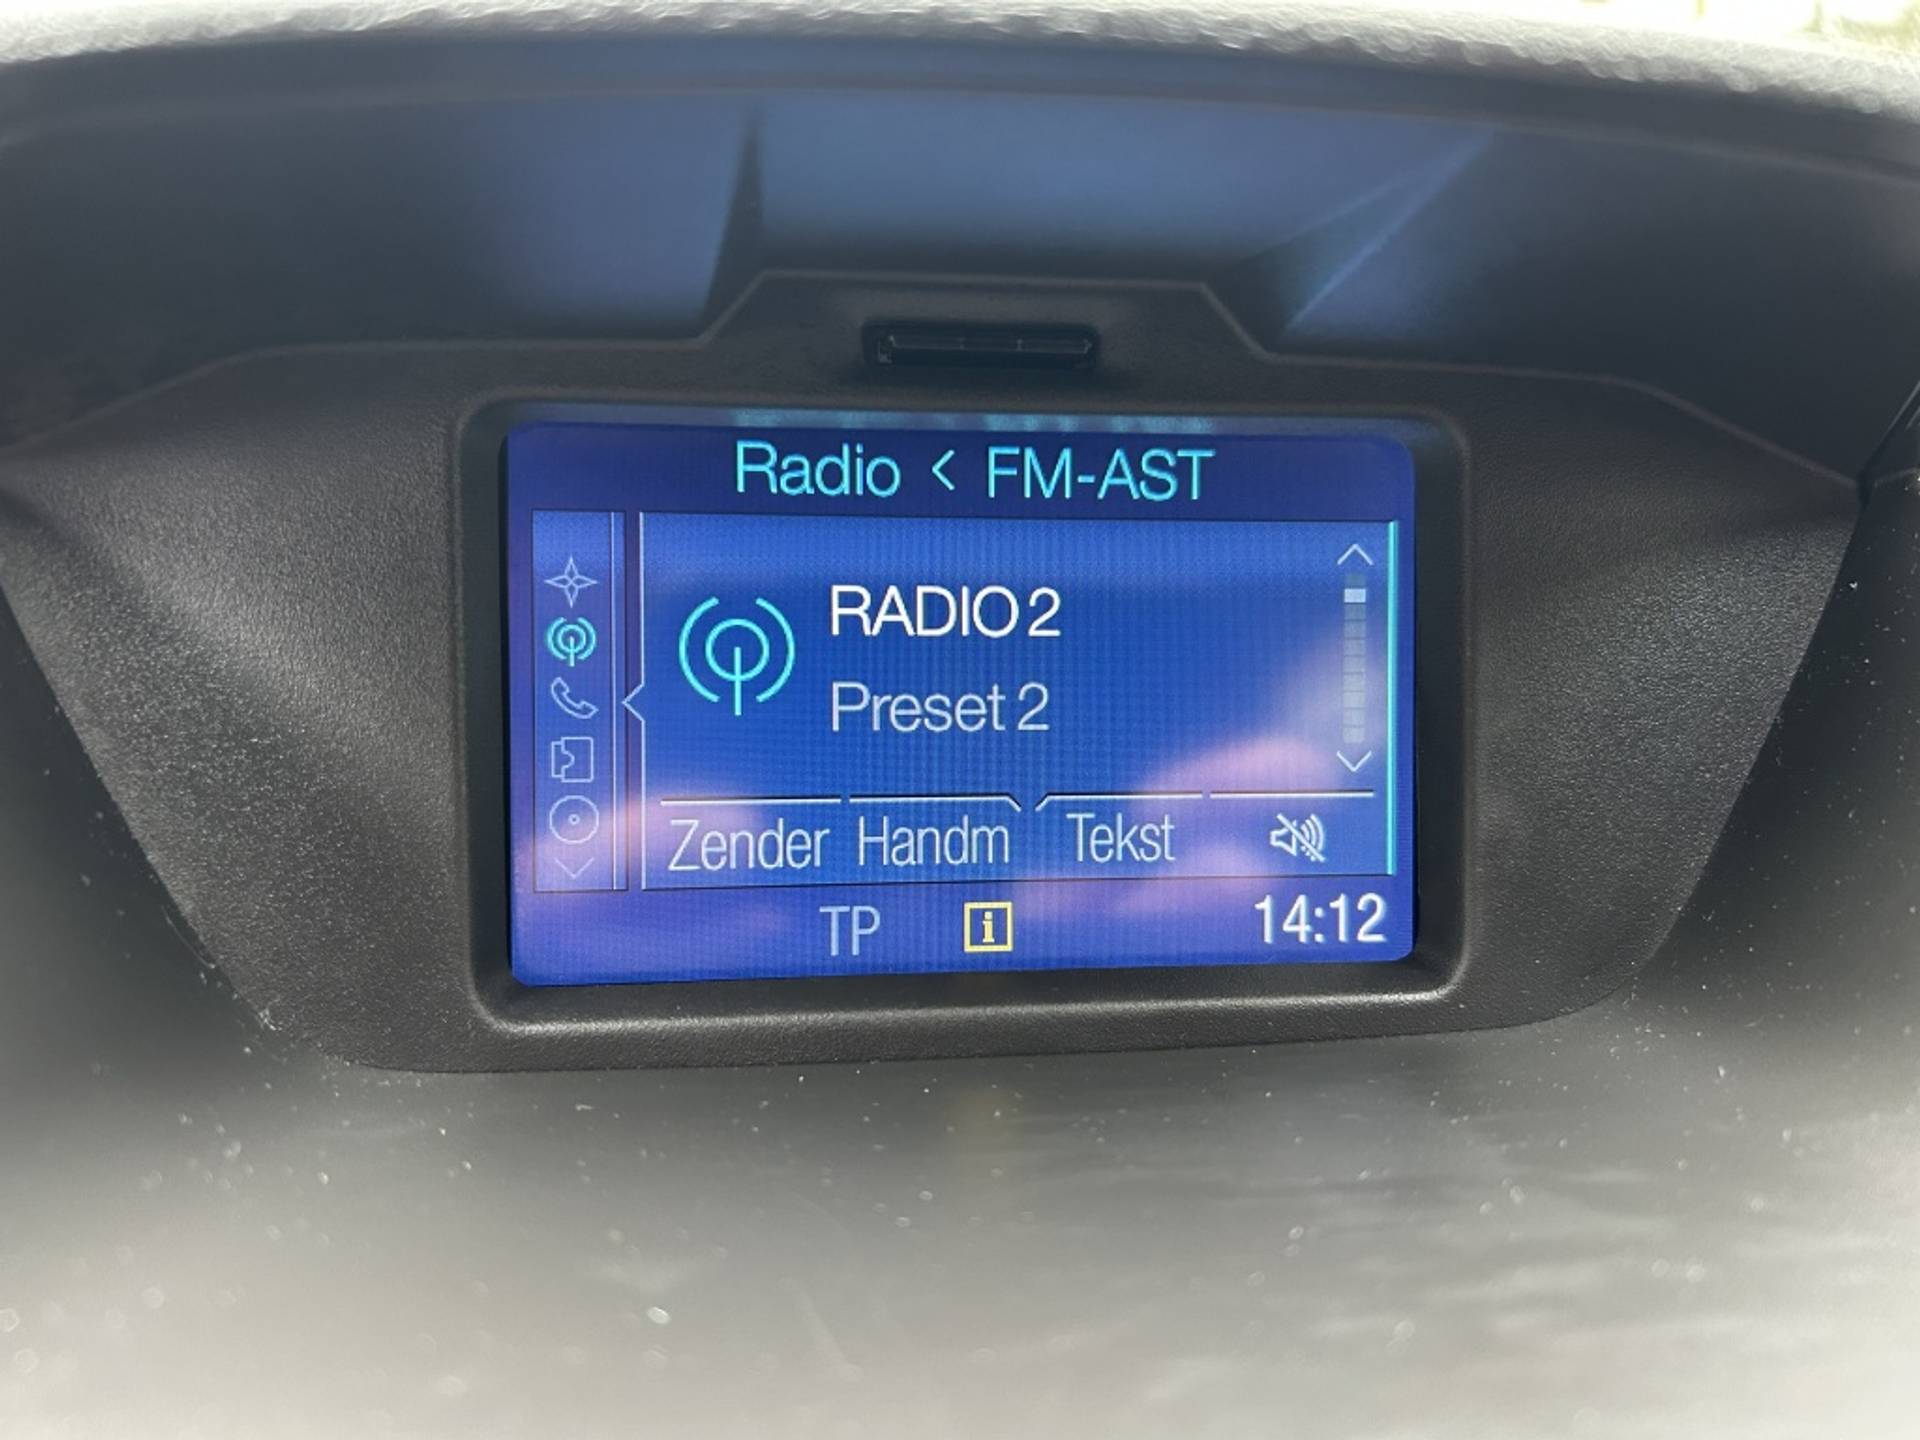 Radio < FM-AST
RADIO 2
Preset 2
Zender Handm Tekst
TP i 14:12